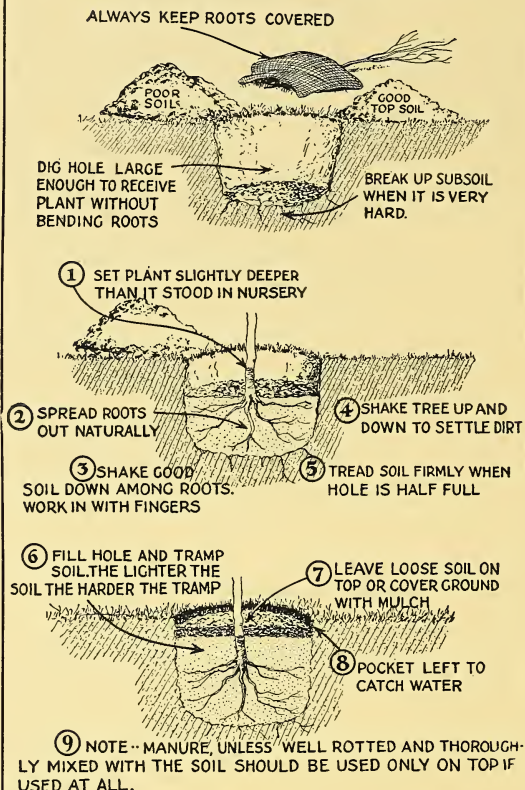 ALWAYS KEEP ROOTS COVERED
POOR
SOIL
GOOD
TOP SOIL
DIG HOLE LARGE
ENOUGH TO RECEIVE
PLANT WITHOUT
BENDING ROOTS
BREAK UP SUBSOIL
WHEN IT IS VERY
HARD.
① SET PLANT SLIGHTLY DEEPER
THAN IT STOOD IN NURSERY
② SPREAD ROOTS
OUT NATURALLY
④ SHAKE TREE UP AND
DOWN TO SETTLE DIRT
③ SHAKE GOOD
SOIL DOWN AMONG ROOTS.
WORK IN WITH FINGERS
⑤ TREAD SOIL FIRMLY WHEN
HOLE IS HALF FULL
⑥ FILL HOLE AND TRAMP
SOIL. THE LIGHTER THE
SOIL THE HARDER THE TRAMP
⑦ LEAVE LOOSE SOIL ON
TOP OR COVER GROUND
WITH MULCH
⑧ POCKET LEFT TO
CATCH WATER
⑨ NOTE -- MANURE, UNLESS WELL ROTTED AND THOROUGH-
LY MIXED WITH THE SOIL SHOULD BE USED ONLY ON TOP IF
USED AT ALL.